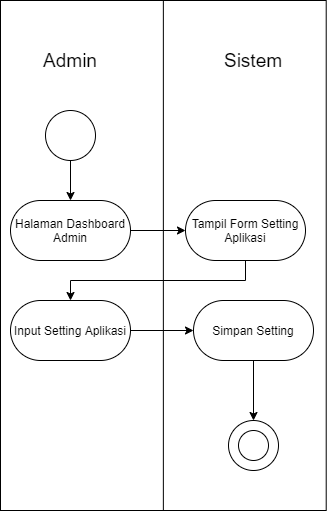 Admin
Sistem
Halaman Dashboard
Admin
Tampil Form Setting
Aplikasi
Input Setting Aplikasi
Simpan Setting